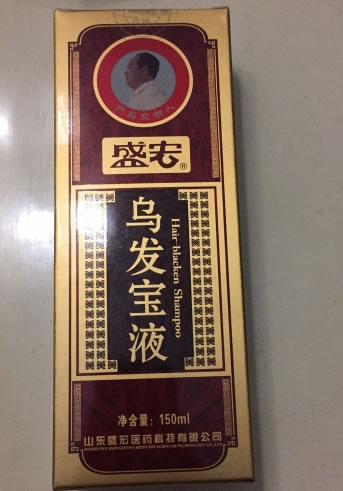 产品发明人
盛宏®
乌发宝液
Hair blacken Shampoo
净含量：150ml
山东盛宏医药科技有限公司